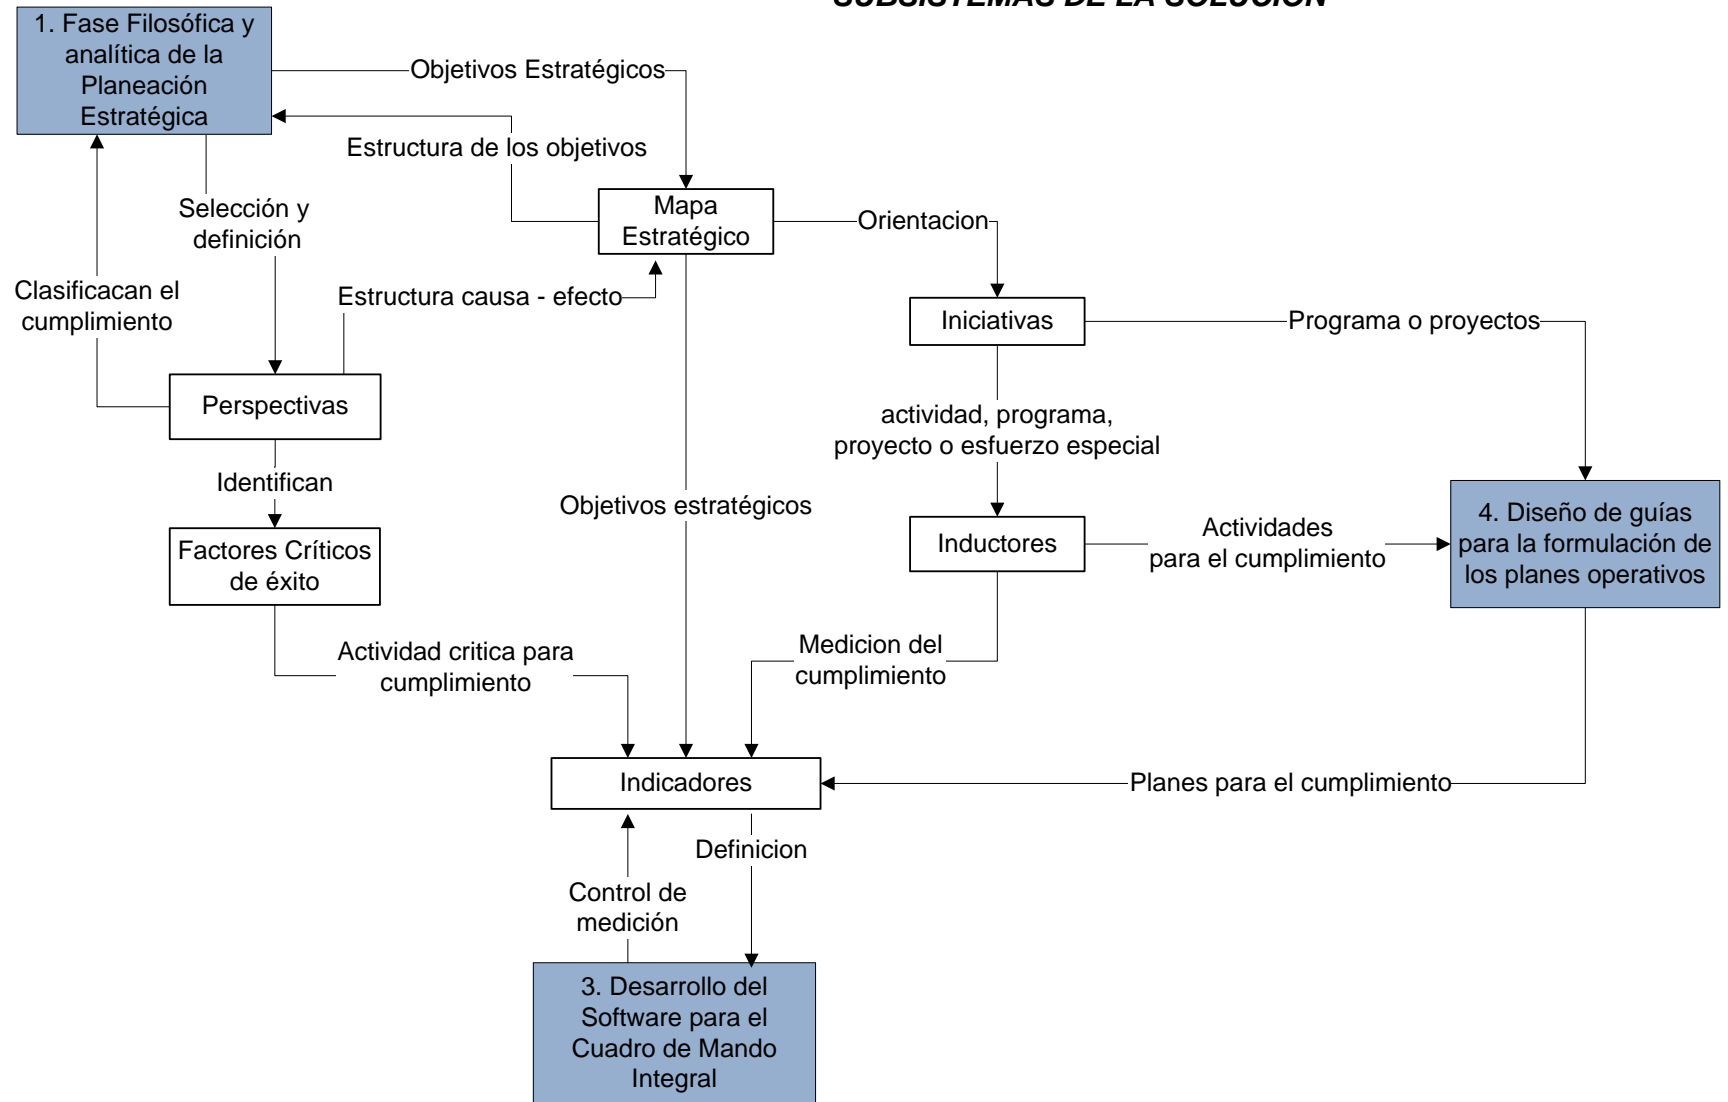 SUBSISTEMAS DE LA SOLUCION
1. Fase Filosófica y
analítica de la
Planeación
Estratégica
Objetivos Estratégicos
Estructura de los objetivos
Selección y
definición
Mapa
Estratégico
Orientacion
Clasificacan el
cumplimiento
Estructura causa - efecto
Iniciativas
Programa o proyectos
Perspectivas
actividad, programa,
proyecto o esfuerzo especial
Identifican
Objetivos estratégicos
Factores Críticos
de éxito
Inductores
Actividades
para el cumplimiento
4. Diseño de guías
para la formulación de
los planes operativos
Actividad critica para
cumplimiento
Medicion del
cumplimiento
Indicadores
Planes para el cumplimiento
Definicion
Control de
medición
3. Desarrollo del
Software para el
Cuadro de Mando
Integral